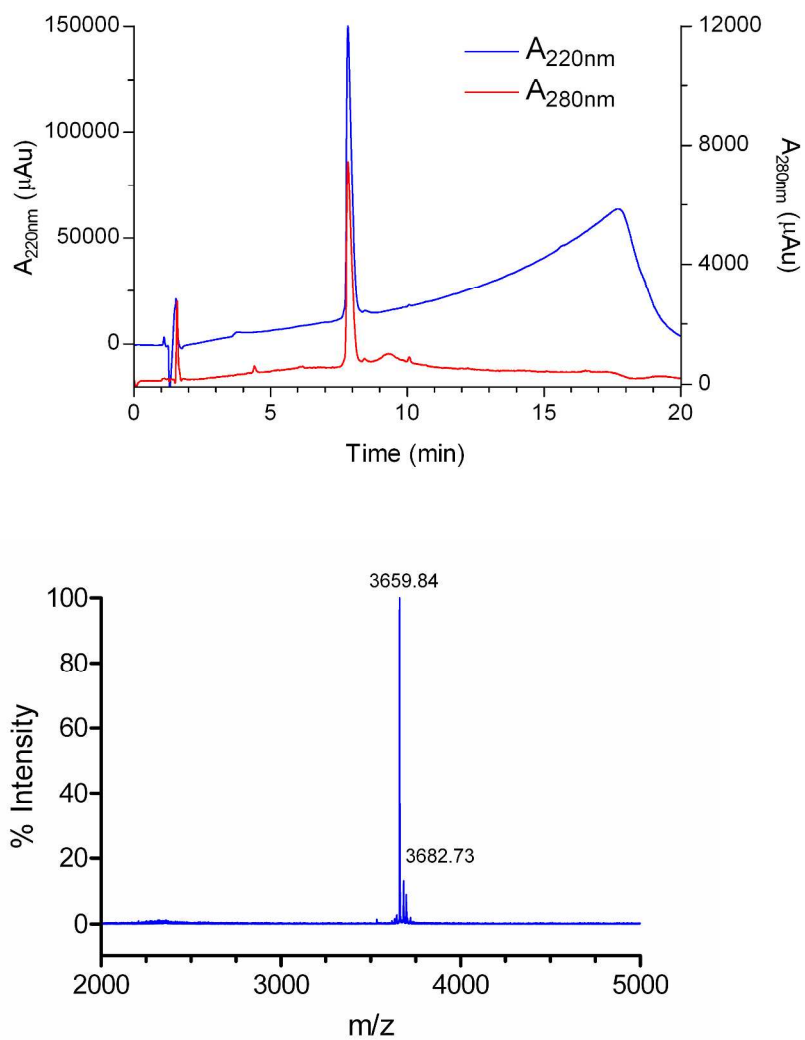 150000
100000
50000
0
A220nm (μAu)
A220nm
A280nm
12000
8000
4000
0
A280nm (μAu)
0 5 10 15 20
Time (min)
3659.84
3682.73
100
80
60
40
20
0
% Intensity
2000 3000 4000 5000
m/z